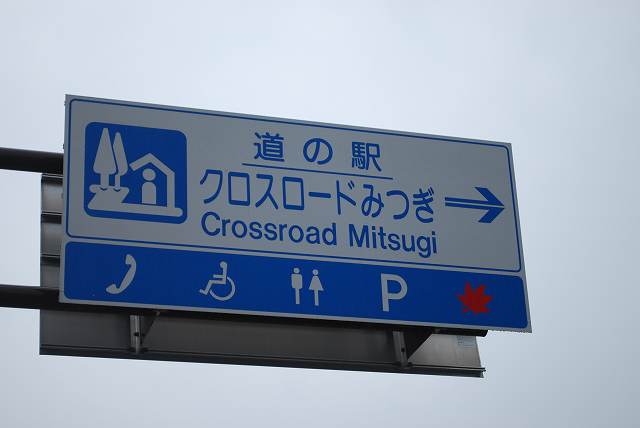 道の駅
クロスロードみつぎ
Crossroad Mitsugi
P